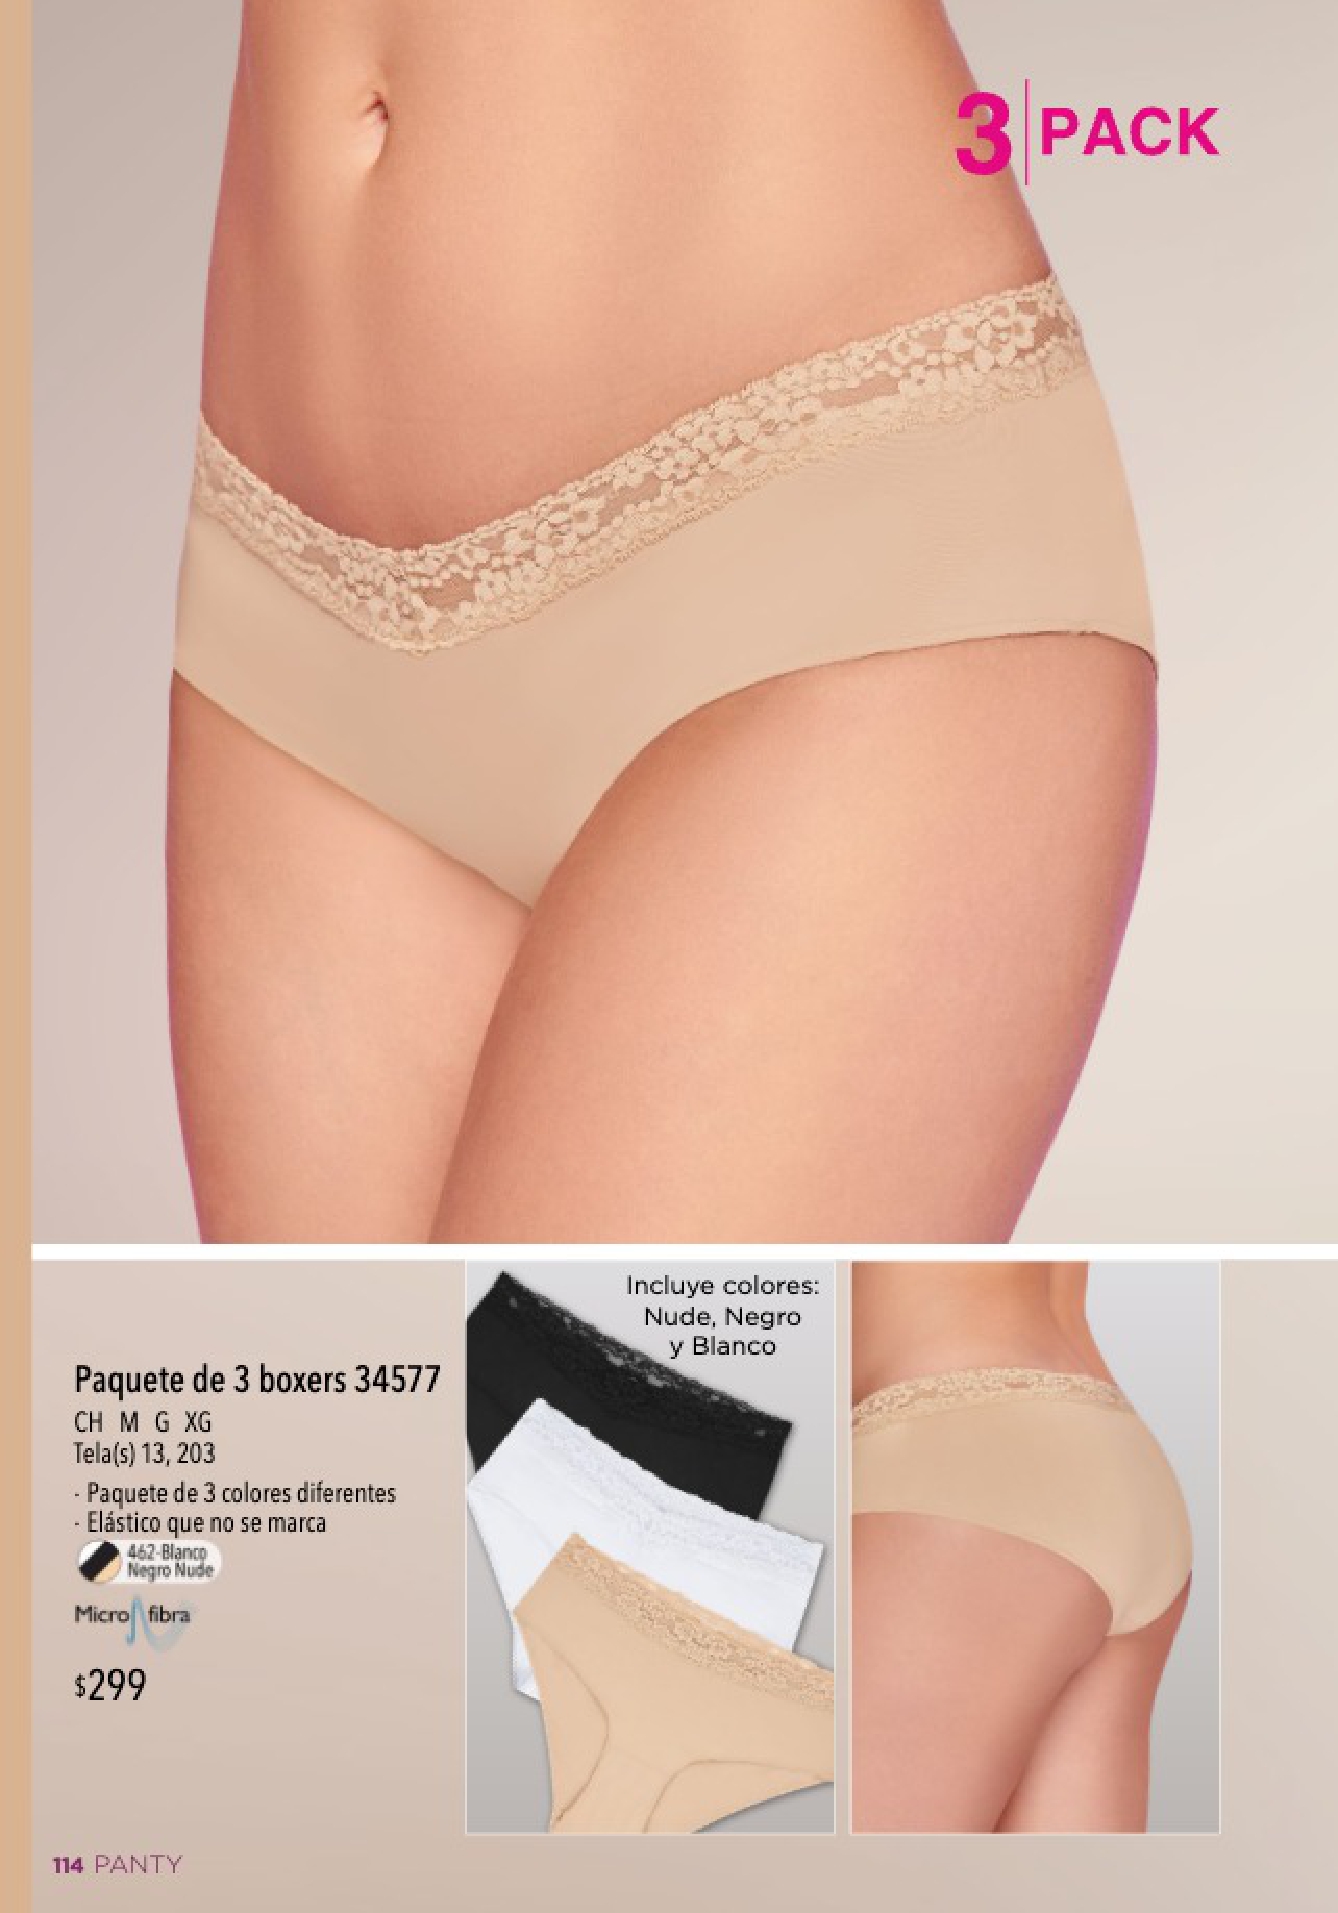 3 PACK
Incluye colores:
Nude, Negro
y Blanco
Paquete de 3 boxers 34577
CH M G XG
Tela(s) 13, 203
· Paquete de 3 colores diferentes
· Elástico que no se marca
462-Blanco
Negro Nude
Micro fibra
$299
114 PANTY